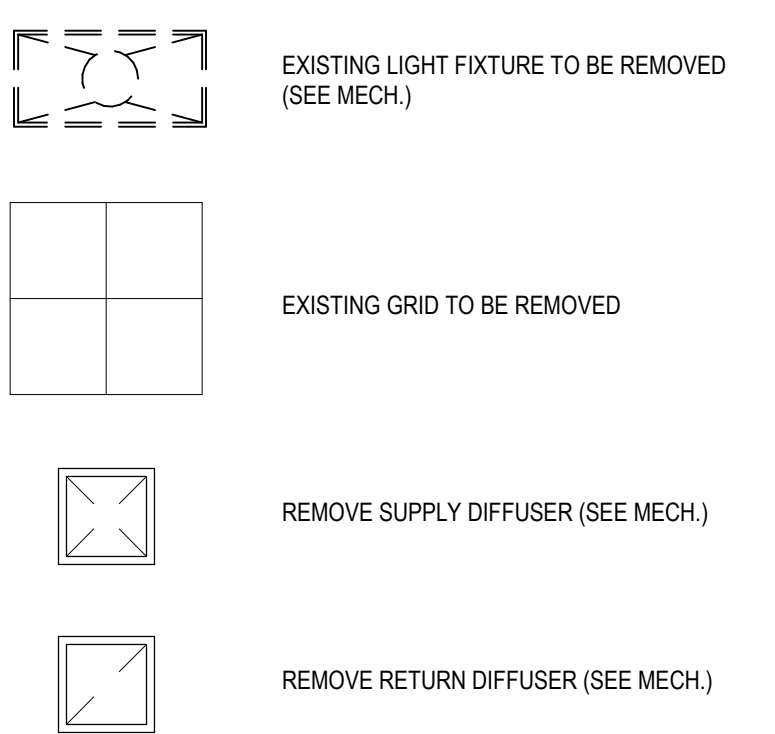 EXISTING LIGHT FIXTURE TO BE REMOVED
(SEE MECH.)
EXISTING GRID TO BE REMOVED
REMOVE SUPPLY DIFFUSER (SEE MECH.)
REMOVE RETURN DIFFUSER (SEE MECH.)